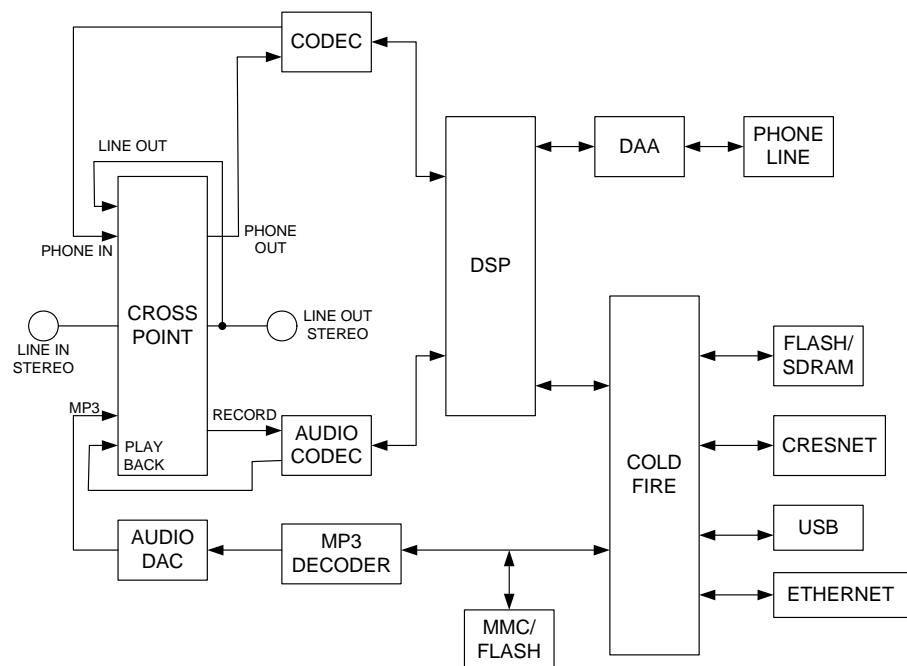 CODEC
LINE OUT
PHONE IN
PHONE
OUT
DSP
DAA
PHONE
LINE
CROSS
POINT
LINE IN
STEREO
LINE OUT
STEREO
MP3
PLAY
BACK
RECORD
AUDIO
CODEC
COLD
FIRE
FLASH/
SDRAM
CRESNET
USB
ETHERNET
AUDIO
DAC
MP3
DECODER
MMC/
FLASH